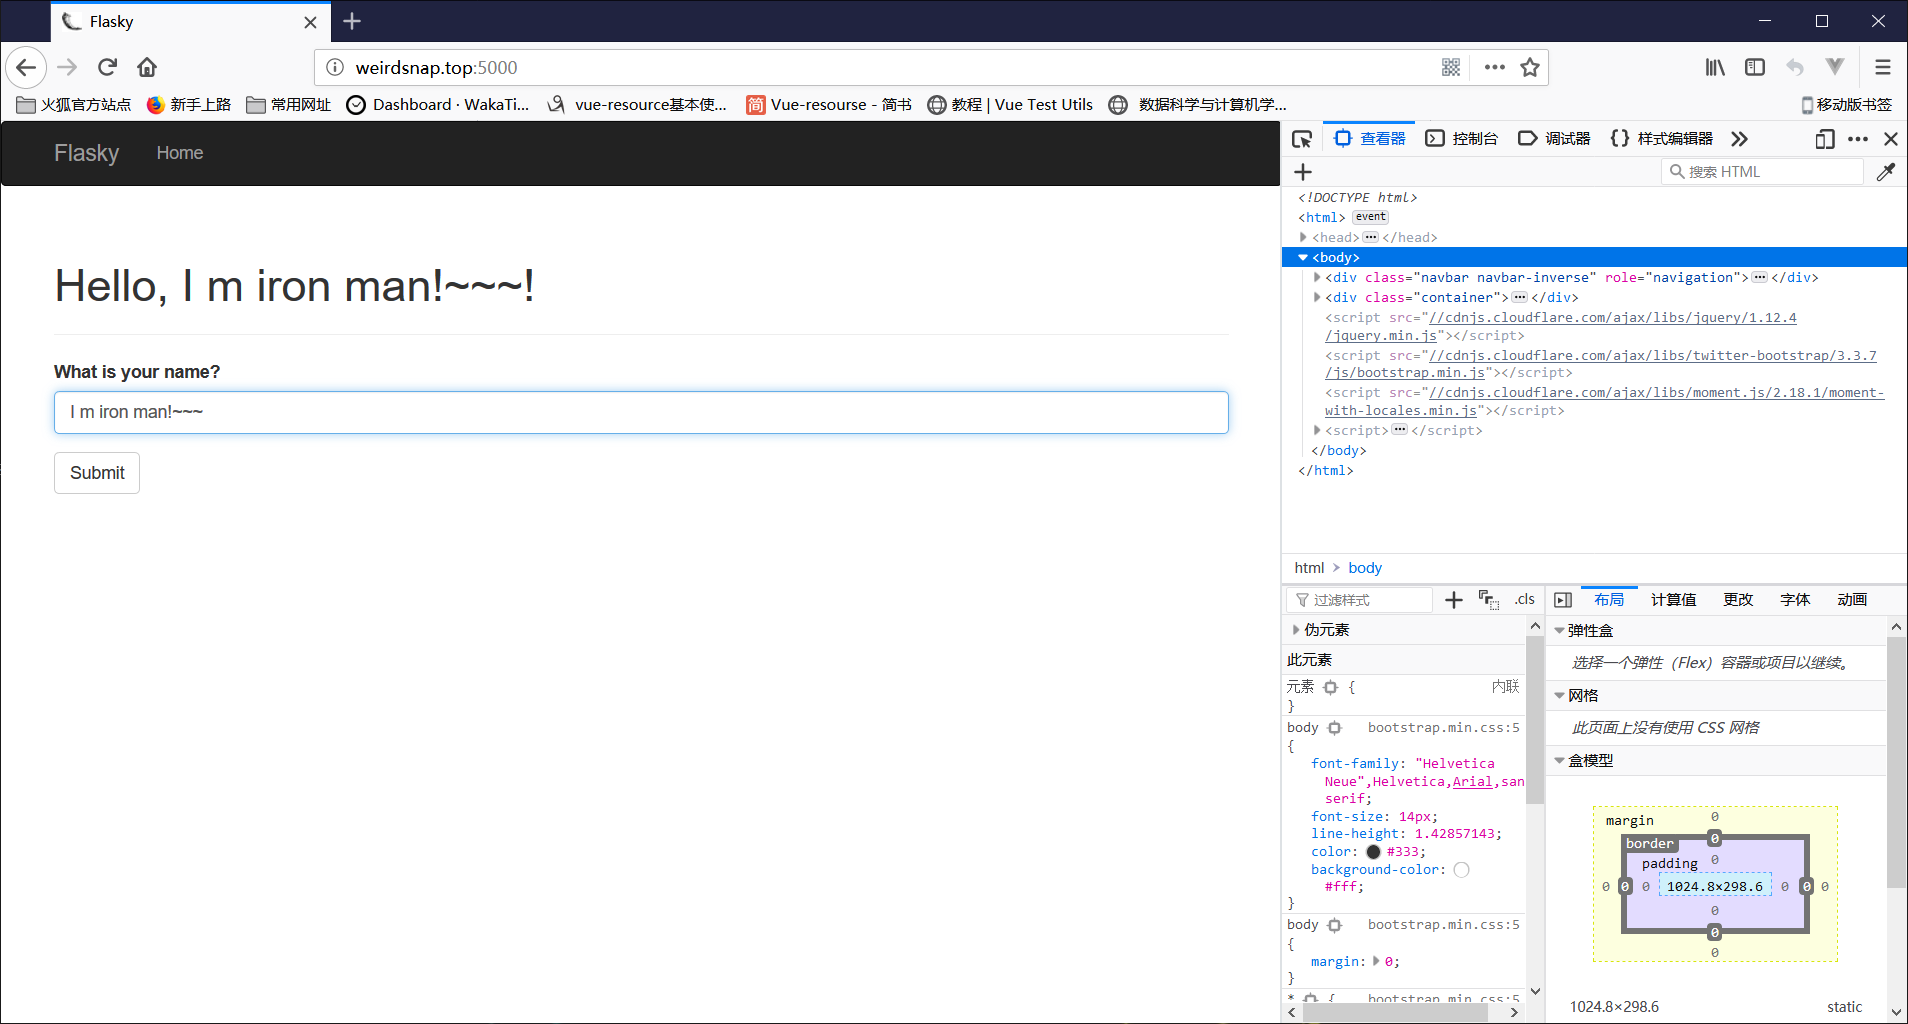 Flasky
weirdsnap.top:5000
火狐官方站点 新手上路 常用网址 Dashboard · WakaTi... vue-resource基本使... 简 Vue-resourse - 简书 教程 | Vue Test Utils 数据科学与计算机学... 移动版书签
Flasky Home
Hello, I m iron man!~~~!
What is your name?
I m iron man!~~~
Submit
查看器 控制台 调试器 {} 样式编辑器
搜索 HTML
<!DOCTYPE html>
<html> event
<head>···</head>
<body>
<div class="navbar navbar-inverse" role="navigation">···</div>
<div class="container">···</div>
<script src="//cdnjs.cloudflare.com/ajax/libs/jquery/1.12.4
/jquery.min.js"></script>
<script src="//cdnjs.cloudflare.com/ajax/libs/twitter-bootstrap/3.3.7
/js/bootstrap.min.js"></script>
<script src="//cdnjs.cloudflare.com/ajax/libs/moment.js/2.18.1/moment-
with-locales.min.js"></script>
<script>···</script>
</body>
</html>
html > body
过滤样式 .cls
伪元素
此元素
元素 { 内联
}
body bootstrap.min.css:5
{
font-family: "Helvetica
Neue",Helvetica,Arial,san
serif;
font-size: 14px;
line-height: 1.42857143;
color: #333;
background-color:
#fff;
}
body bootstrap.min.css:5
{
margin: 0;
}
* { bootstrap.min.css:5
布局 计算值 更改 字体 动画
弹性盒
选择一个弹性（Flex）容器或项目以继续。
网格
此页面上没有使用 CSS 网格
盒模型
margin 0
border 0
padding 0
0 0 0 1024.8×298.6 0 0 0
0
0
0
1024.8×298.6 static